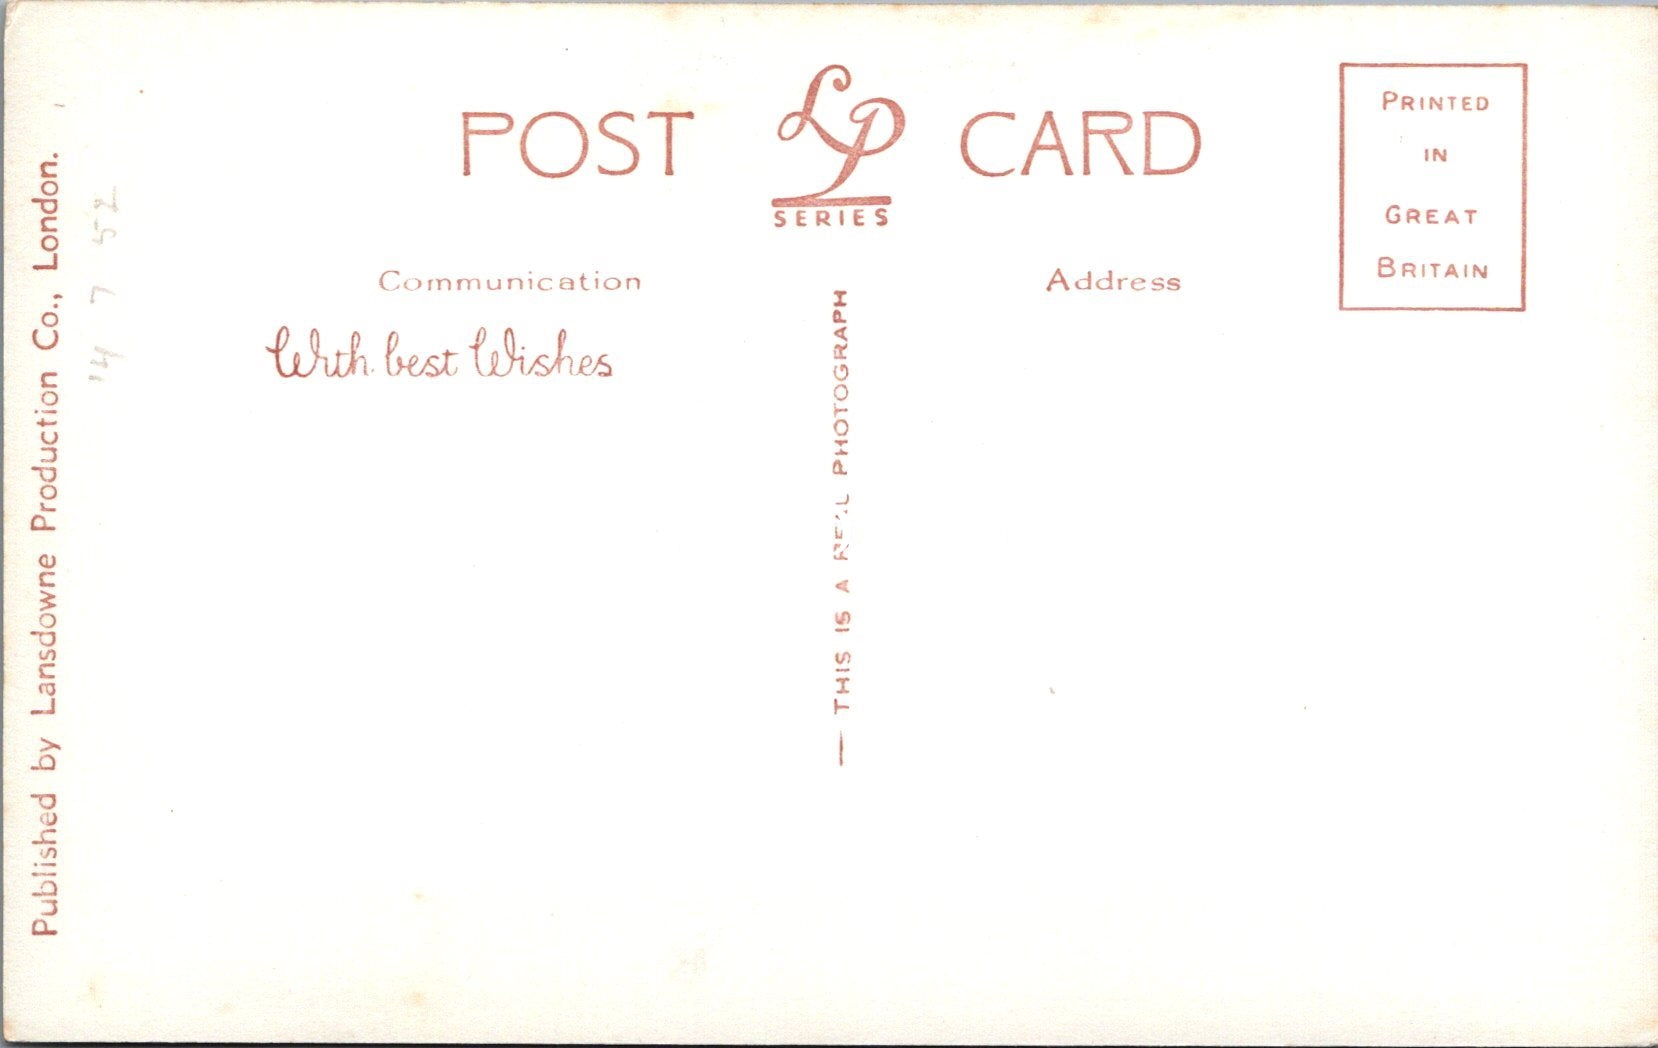 POST LP CARD
SERIES
PRINTED
IN
GREAT
BRITAIN
Communication
Address
With best Wishes
— THIS IS A REAL PHOTOGRAPH
Published by Lansdowne Production Co., London.
14 7 52